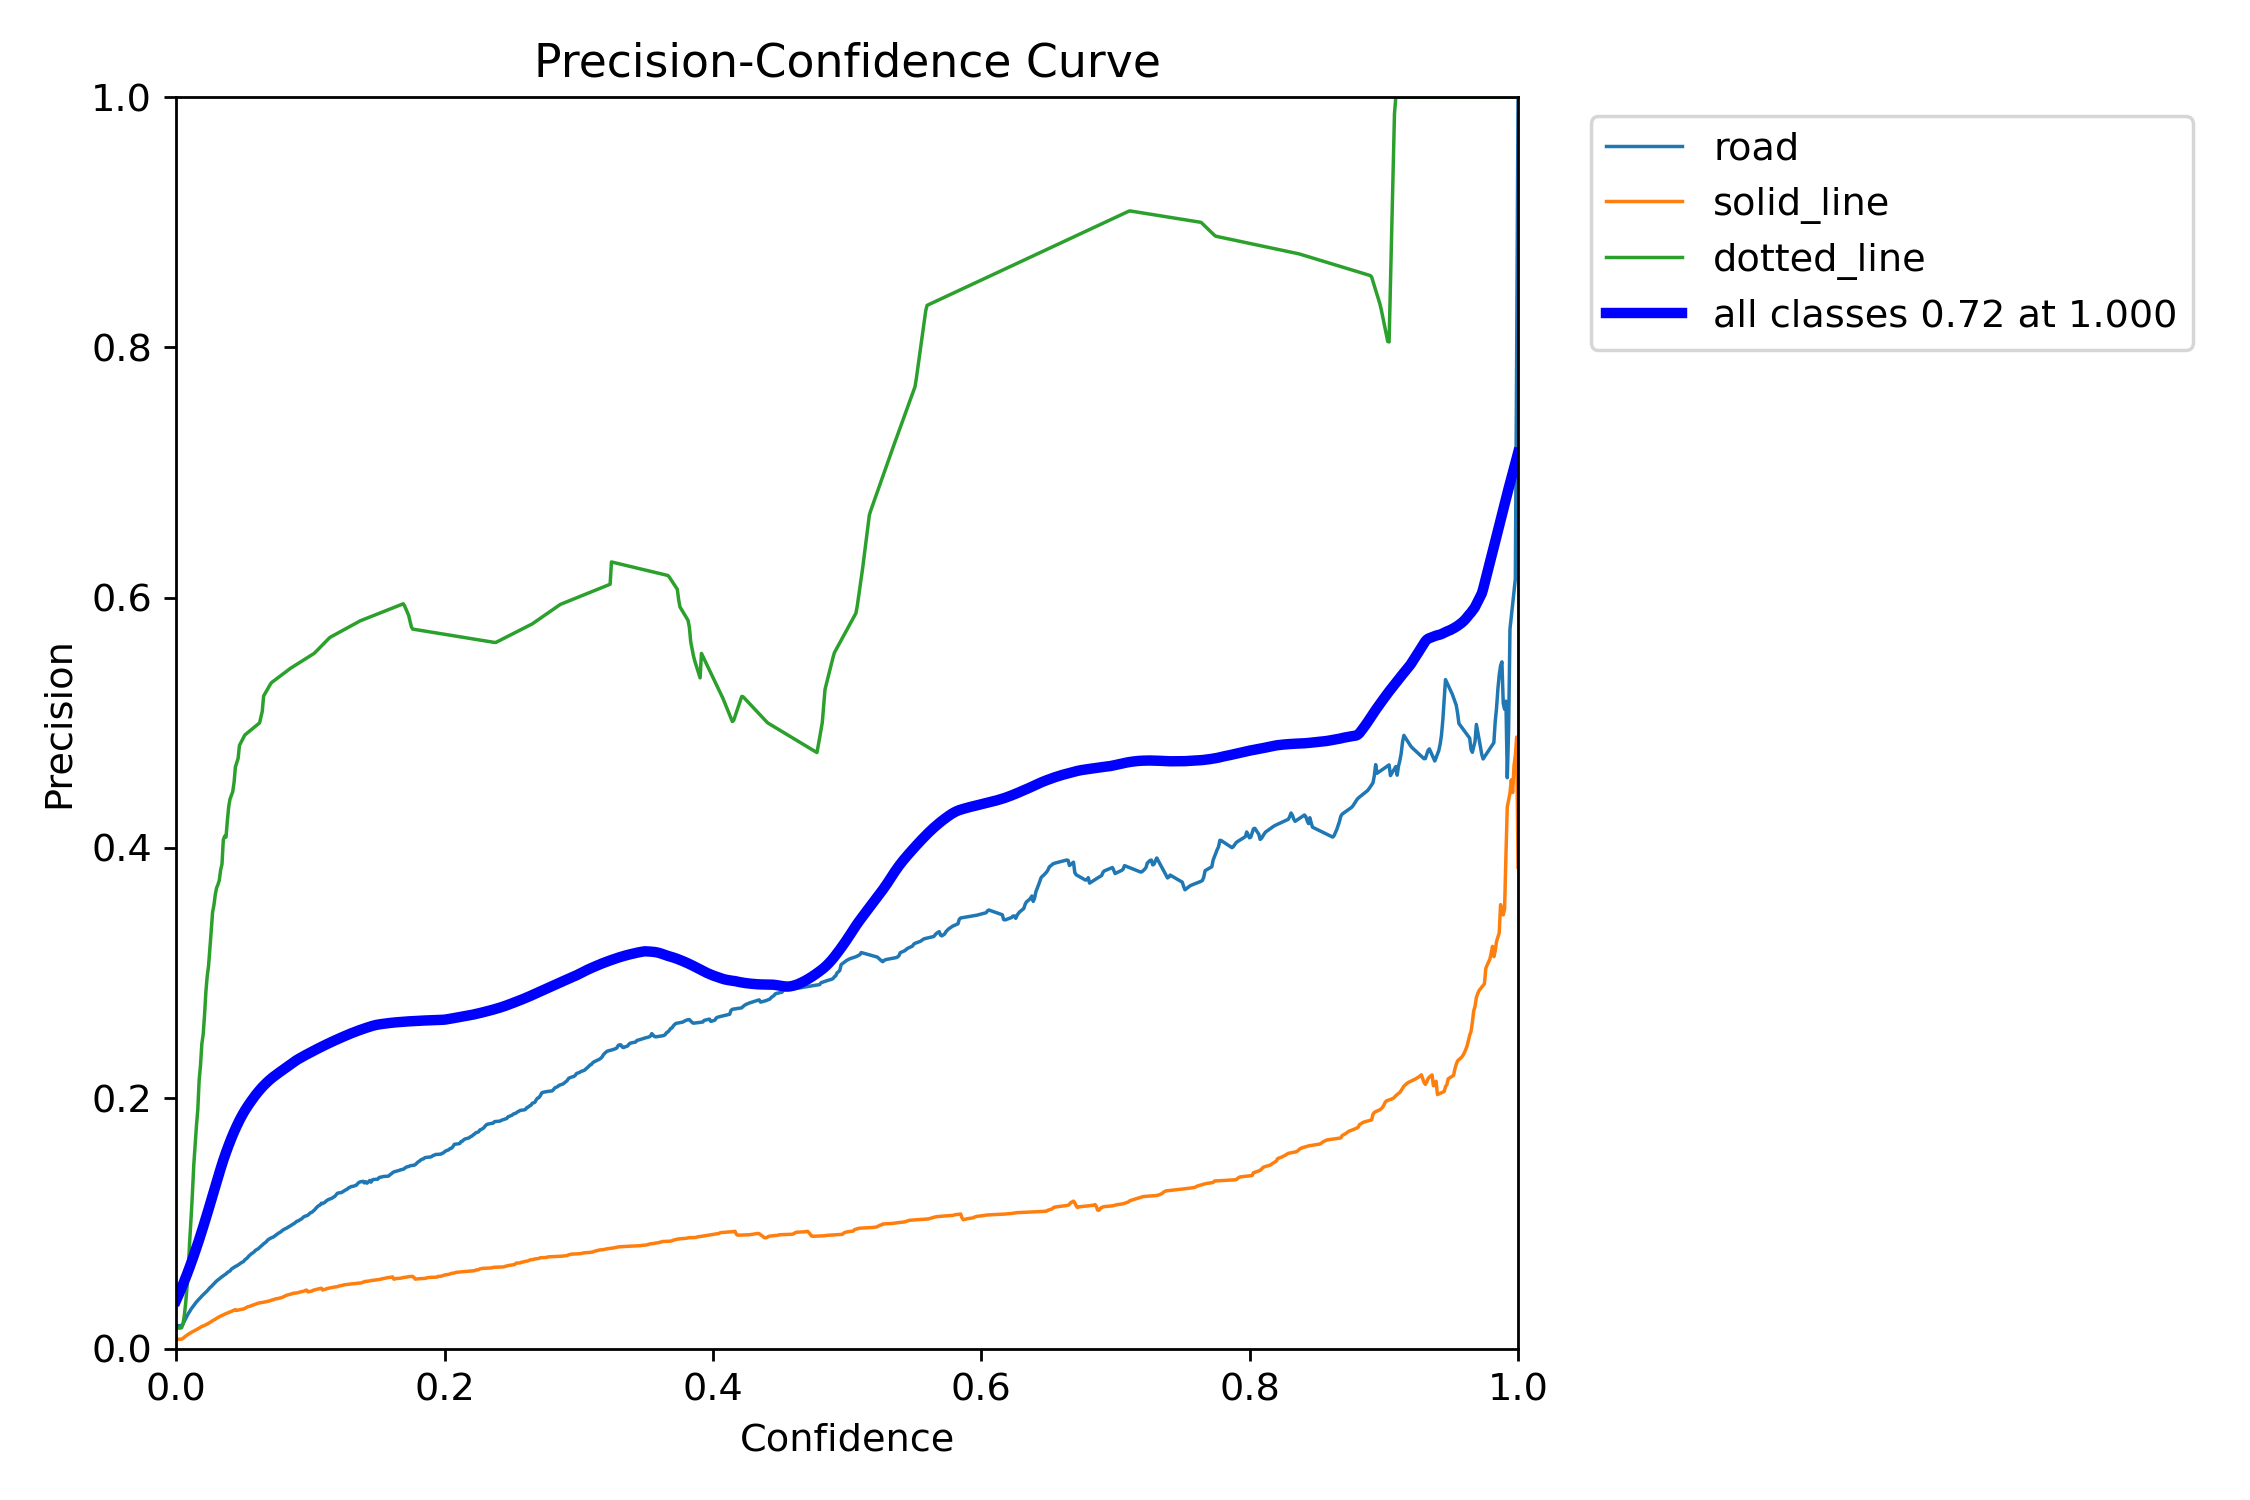 Precision-Confidence Curve
1.0
0.8
0.6
0.4
0.2
0.0
Precision
0.0 0.2 0.4 0.6 0.8 1.0
Confidence
road
solid_line
dotted_line
all classes 0.72 at 1.000